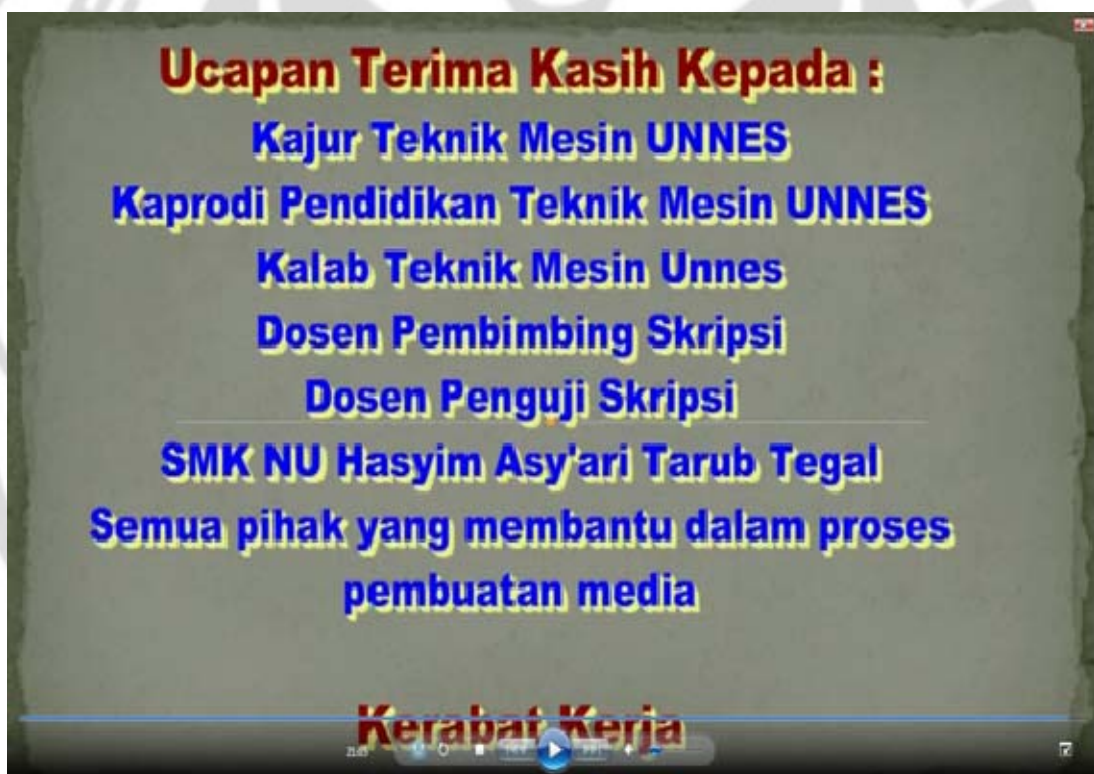 Ucapan Terima Kasih Kepada :
Kajur Teknik Mesin UNNES
Kaprodi Pendidikan Teknik Mesin UNNES
Kalab Teknik Mesin Unnes
Dosen Pembimbing Skripsi
Dosen Penguji Skripsi
SMK NU Hasyim Asy'ari Tarub Tegal
Semua pihak yang membantu dalam proses
pembuatan media
Kerabat Kerja